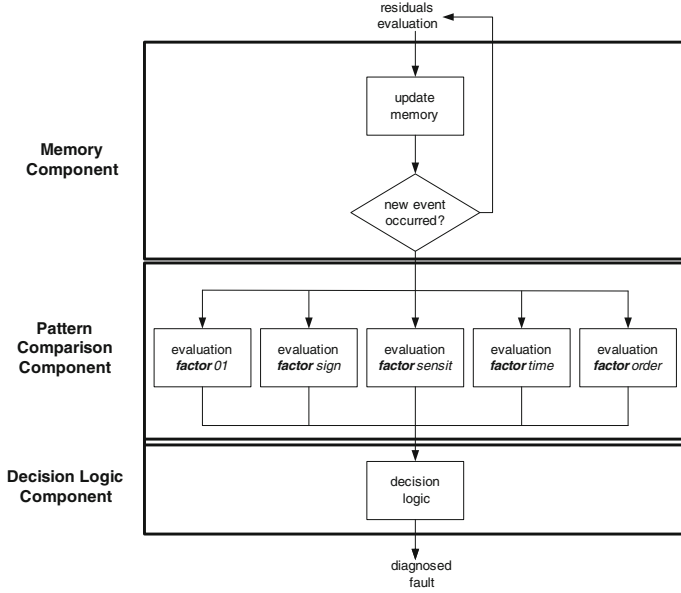 residuals
evaluation
Memory
Component
update
memory
new event
occurred?
Pattern
Comparison
Component
evaluation
factor 01
evaluation
factor sign
evaluation
factor sensit
evaluation
factor time
evaluation
factor order
Decision Logic
Component
decision
logic
diagnosed
fault